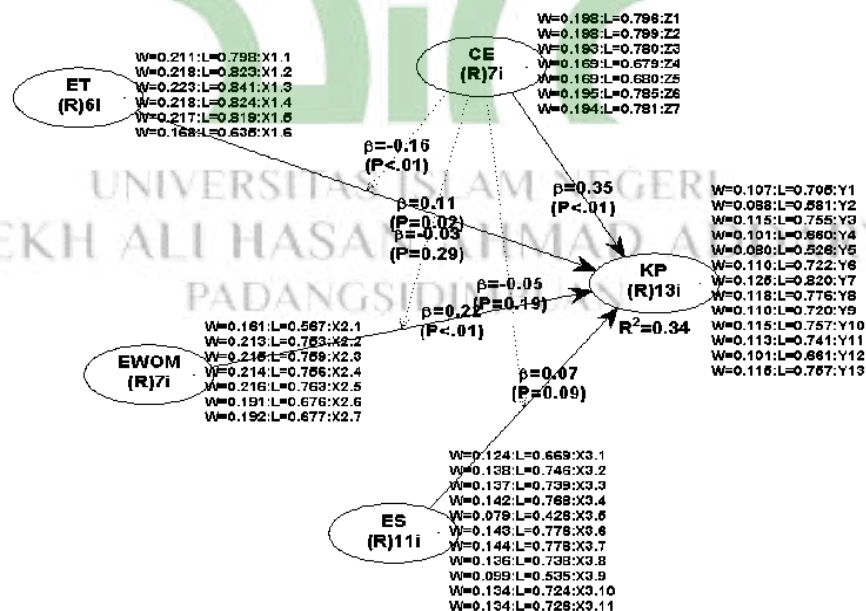 ET
(R)6i
W=0.211:L=0.798:X1.1
W=0.218:L=0.823:X1.2
W=0.223:L=0.841:X1.3
W=0.218:L=0.824:X1.4
W=0.217:L=0.819:X1.5
W=0.168:L=0.635:X1.6
CE
(R)7i
W=0.198:L=0.796:Z1
W=0.198:L=0.799:Z2
W=0.193:L=0.780:Z3
W=0.169:L=0.679:Z4
W=0.169:L=0.680:Z5
W=0.195:L=0.785:Z6
W=0.194:L=0.781:Z7
β=-0.16
(P<.01)
UNIVERSITAS ISLAM NEGERI
β=0.11
(P=0.02)
β=0.35
(P<.01)
β=-0.03
(P=0.29)
EKH ALI HASAN AHMAD
PADANGSIDIMPUAN
KP
(R)13i
R²=0.34
W=0.107:L=0.705:Y1
W=0.088:L=0.581:Y2
W=0.115:L=0.755:Y3
W=0.101:L=0.660:Y4
W=0.080:L=0.526:Y5
W=0.110:L=0.722:Y6
W=0.125:L=0.820:Y7
W=0.118:L=0.776:Y8
W=0.110:L=0.720:Y9
W=0.115:L=0.757:Y10
W=0.113:L=0.741:Y11
W=0.101:L=0.661:Y12
W=0.115:L=0.757:Y13
β=-0.05
(P=0.19)
β=0.22
(P<.01)
EWOM
(R)7i
W=0.161:L=0.567:X2.1
W=0.213:L=0.753:X2.2
W=0.215:L=0.759:X2.3
W=0.214:L=0.756:X2.4
W=0.216:L=0.763:X2.5
W=0.191:L=0.676:X2.6
W=0.192:L=0.677:X2.7
β=0.07
(P=0.09)
ES
(R)11i
W=0.124:L=0.669:X3.1
W=0.138:L=0.746:X3.2
W=0.137:L=0.739:X3.3
W=0.142:L=0.768:X3.4
W=0.079:L=0.426:X3.5
W=0.143:L=0.776:X3.6
W=0.144:L=0.778:X3.7
W=0.136:L=0.738:X3.8
W=0.099:L=0.535:X3.9
W=0.134:L=0.724:X3.10
W=0.134:L=0.726:X3.11